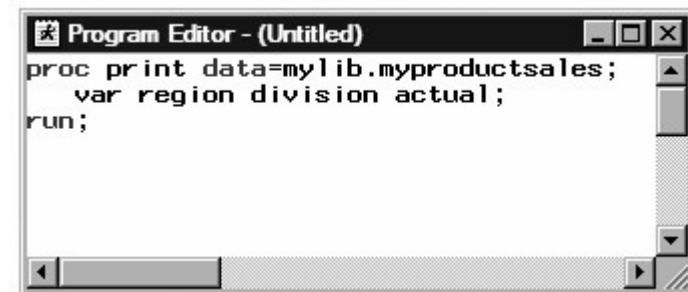 Program Editor - (Untitled)
proc print data=mylib.myproductsales;
   var region division actual;
run;